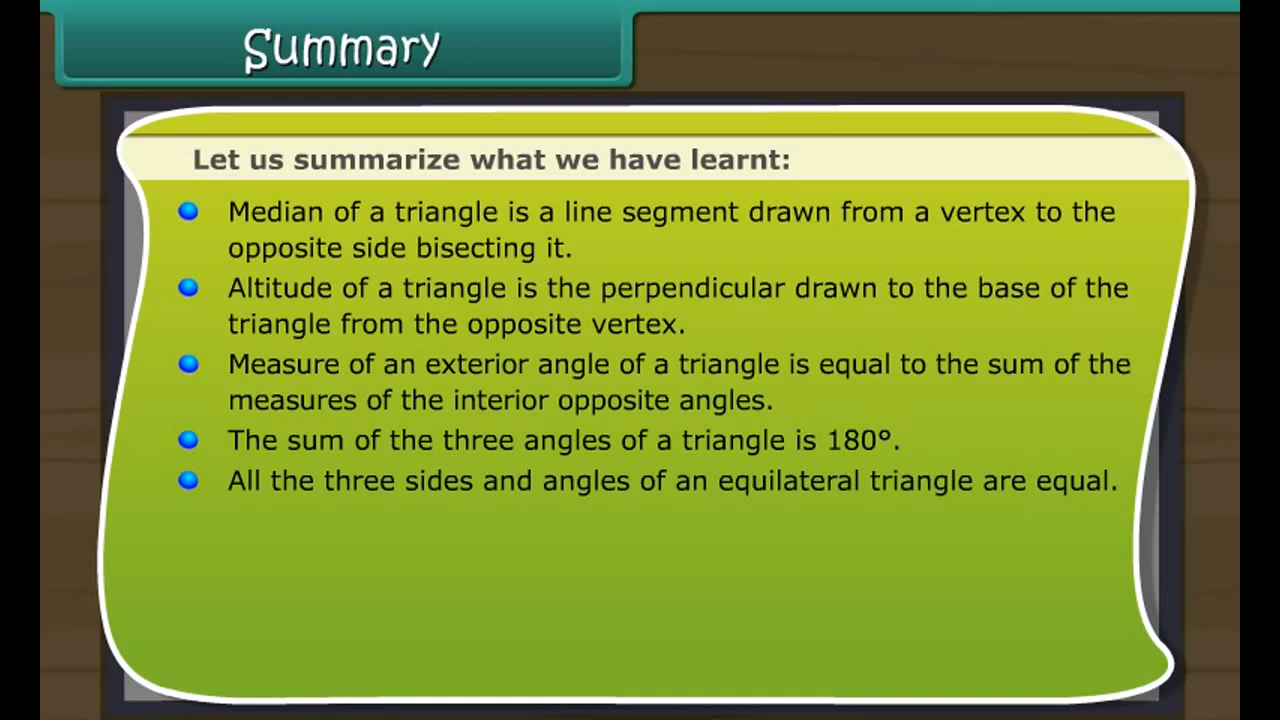 Summary
Let us summarize what we have learnt:
Median of a triangle is a line segment drawn from a vertex to the
opposite side bisecting it.
Altitude of a triangle is the perpendicular drawn to the base of the
triangle from the opposite vertex.
Measure of an exterior angle of a triangle is equal to the sum of the
measures of the interior opposite angles.
The sum of the three angles of a triangle is 180°.
All the three sides and angles of an equilateral triangle are equal.